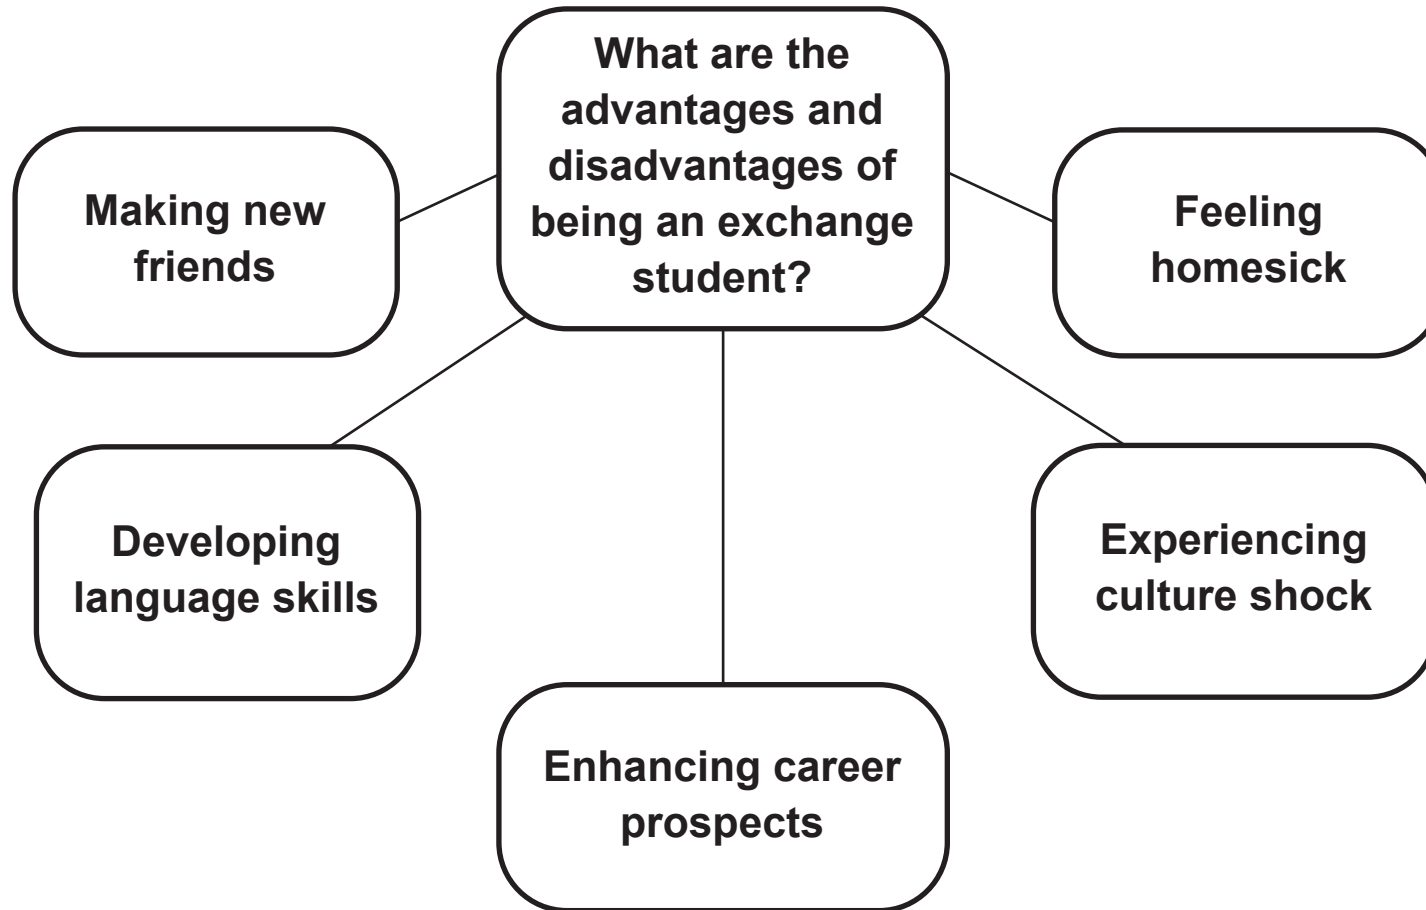 What are the
advantages and
disadvantages of
being an exchange
student?
Making new
friends
Feeling
homesick
Developing
language skills
Experiencing
culture shock
Enhancing career
prospects